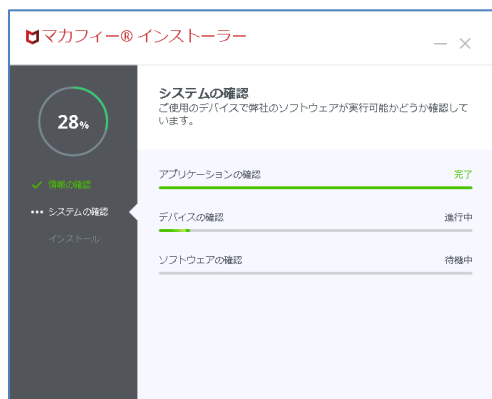 マカフィー® インストーラー
28%
情報の確認
システムの確認
インストール
システムの確認
ご使用のデバイスで弊社のソフトウェアが実行可能かどうか確認して
います。
アプリケーションの確認 完了
デバイスの確認 進行中
ソフトウェアの確認 待機中